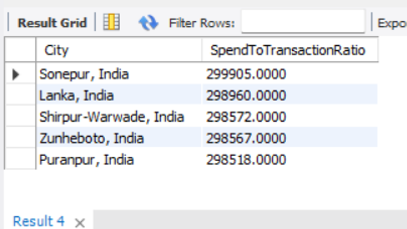 Result Grid Filter Rows: Expo
City SpendToTransactionRatio
Sonepur, India 299905.0000
Lanka, India 298960.0000
Shirpur-Warwade, India 298572.0000
Zunheboto, India 298567.0000
Puranpur, India 298518.0000
Result 4 ×